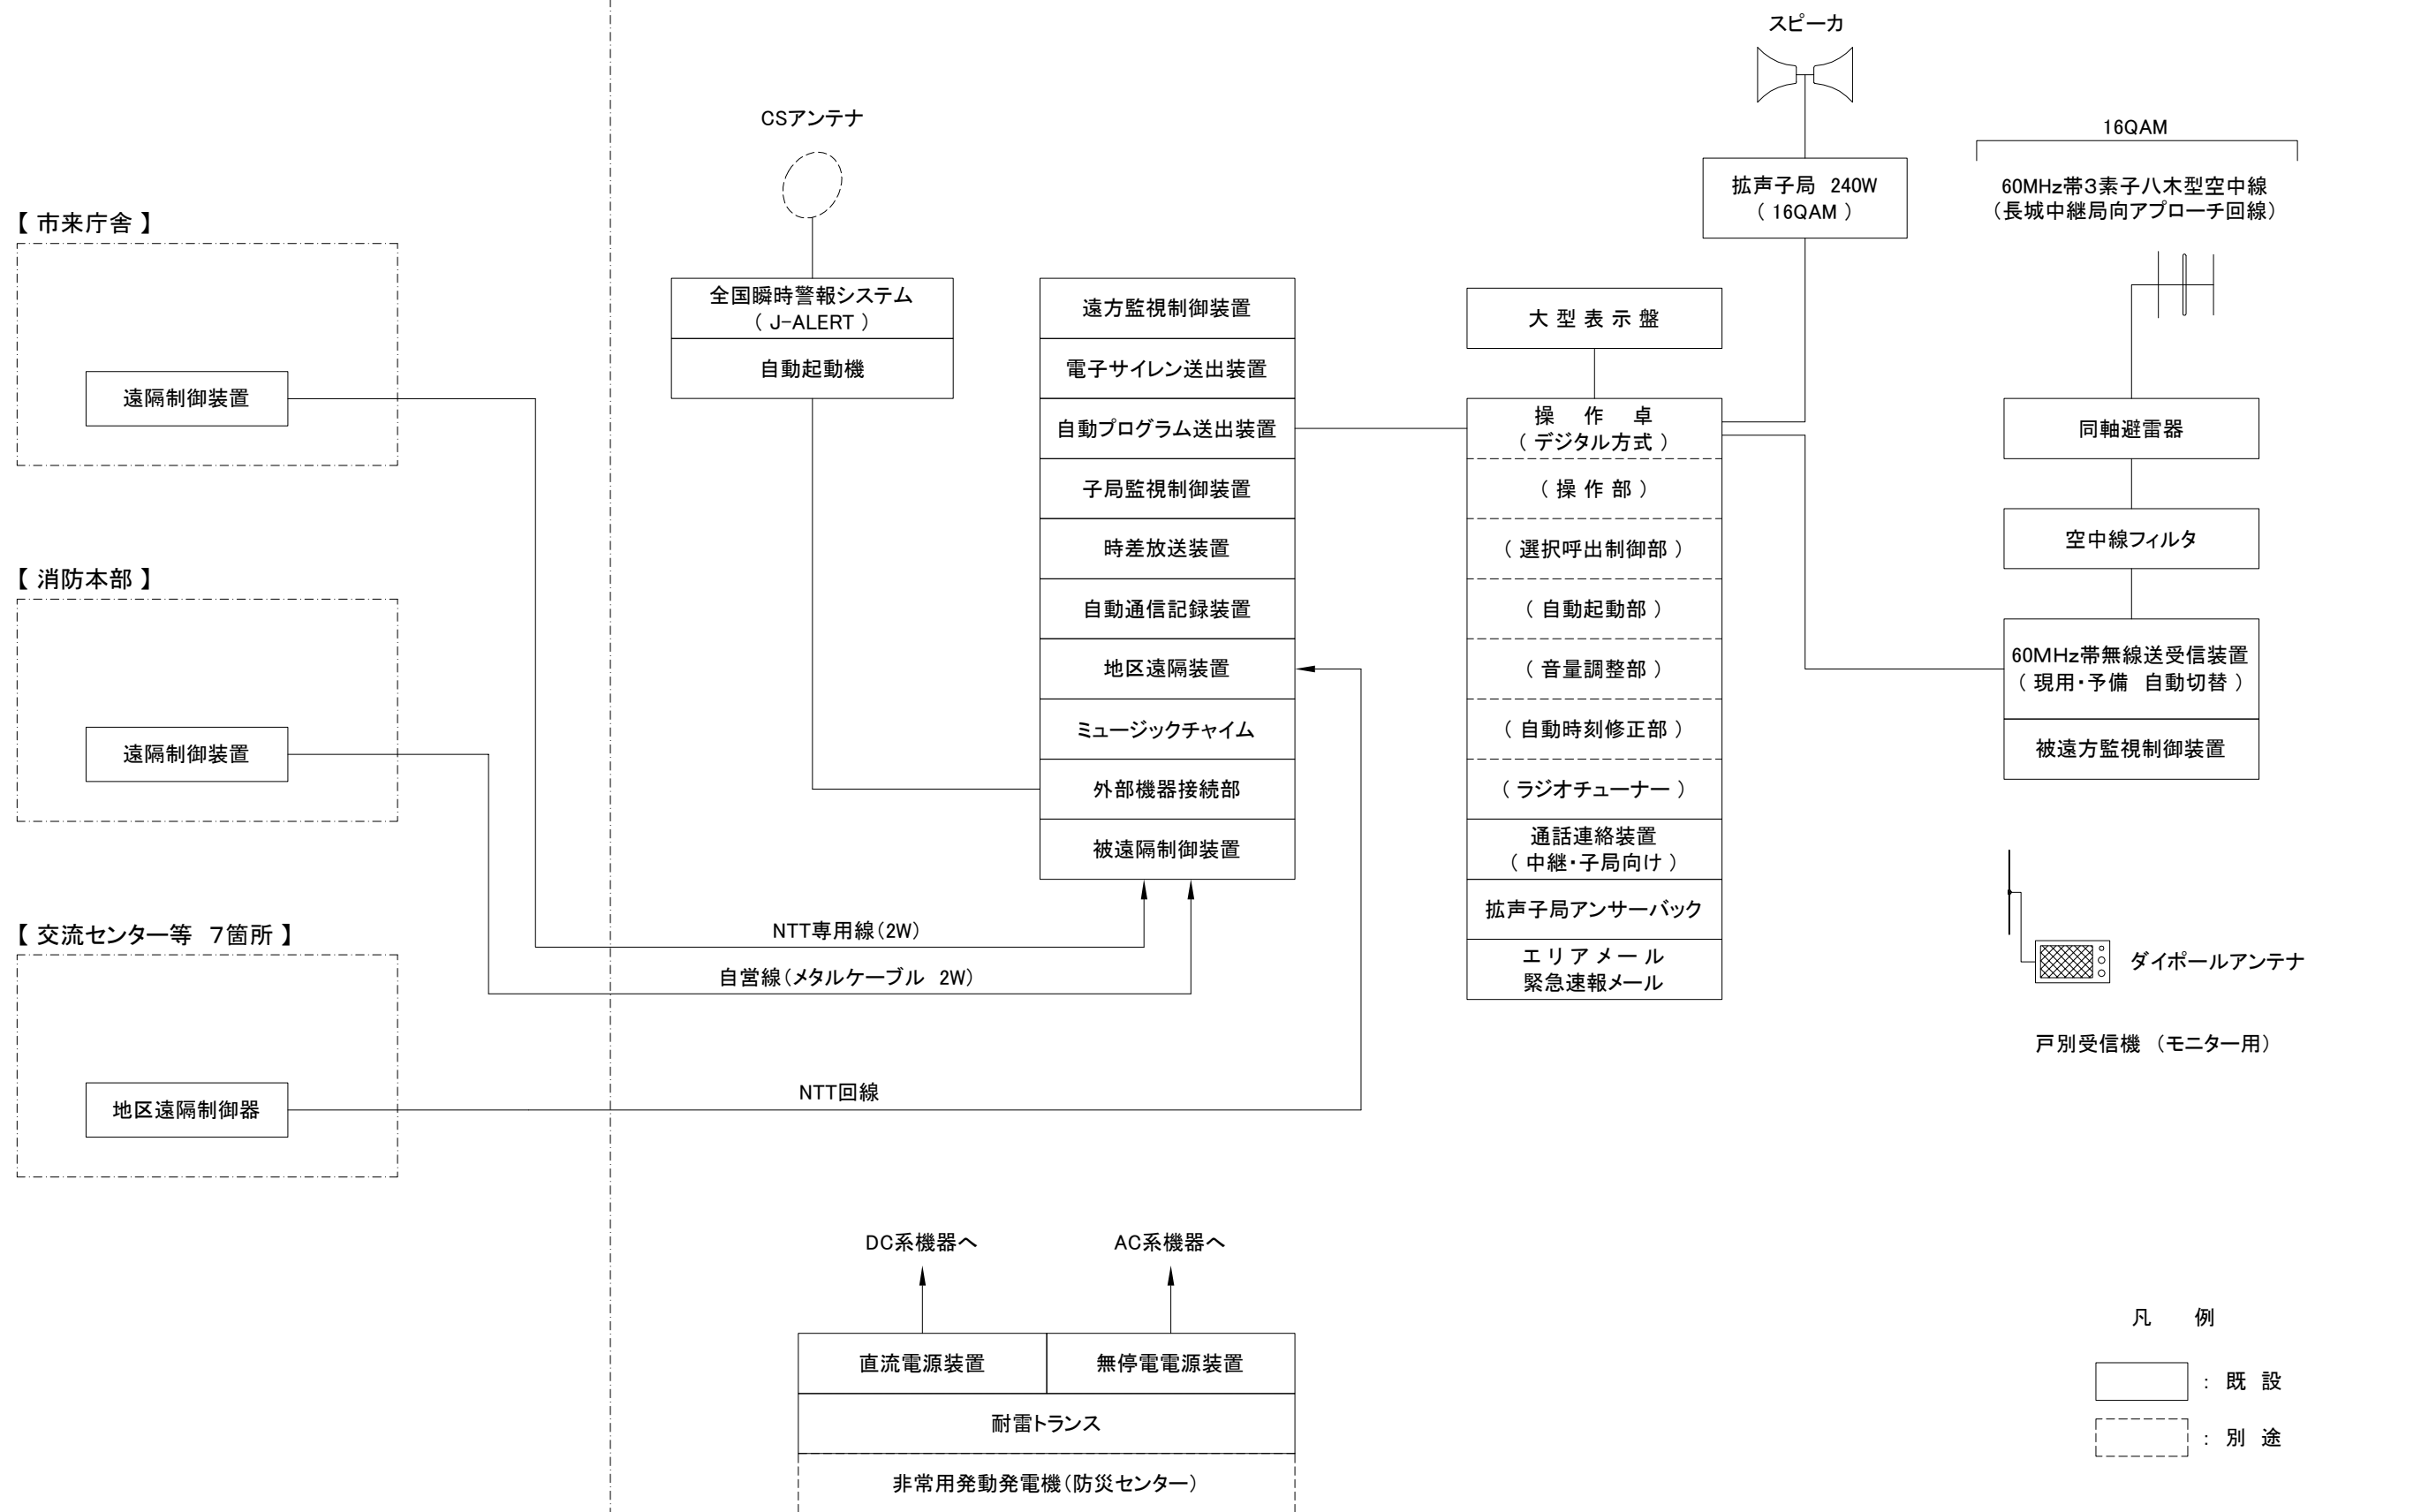 【 市来庁舎 】
遠隔制御装置
【 消防本部 】
遠隔制御装置
【 交流センター等　7箇所 】
地区遠隔制御器
CSアンテナ
全国瞬時警報システム
（ J-ALERT ）
自動起動機
遠方監視制御装置
電子サイレン送出装置
自動プログラム送出装置
子局監視制御装置
時差放送装置
自動通信記録装置
地区遠隔装置
ミュージックチャイム
外部機器接続部
被遠隔制御装置
NTT専用線（2W）
自営線（メタルケーブル　2W）
NTT回線
大 型 表 示 盤
操　作　卓
（ デジタル方式 ）
（ 操 作 部 ）
（ 選択呼出制御部 ）
（ 自動起動部 ）
（ 音量調整部 ）
（ 自動時刻修正部 ）
（ ラジオチューナー ）
通話連絡装置
（ 中継・子局向け ）
拡声子局アンサーバック
エ リ ア メ ー ル
緊急速報メール
スピーカ
拡声子局　240W
（ 16QAM ）
16QAM
60MHz帯3素子八木型空中線
（長城中継局向アプローチ回線）
同軸避雷器
空中線フィルタ
60MHz帯無線送受信装置
（ 現用・予備　自動切替 ）
被遠方監視制御装置
ダイポールアンテナ
戸別受信機 （モニター用）
DC系機器へ
AC系機器へ
直流電源装置
無停電電源装置
耐雷トランス
非常用発動発電機（防災センター）
凡　例
： 既 設
： 別 途